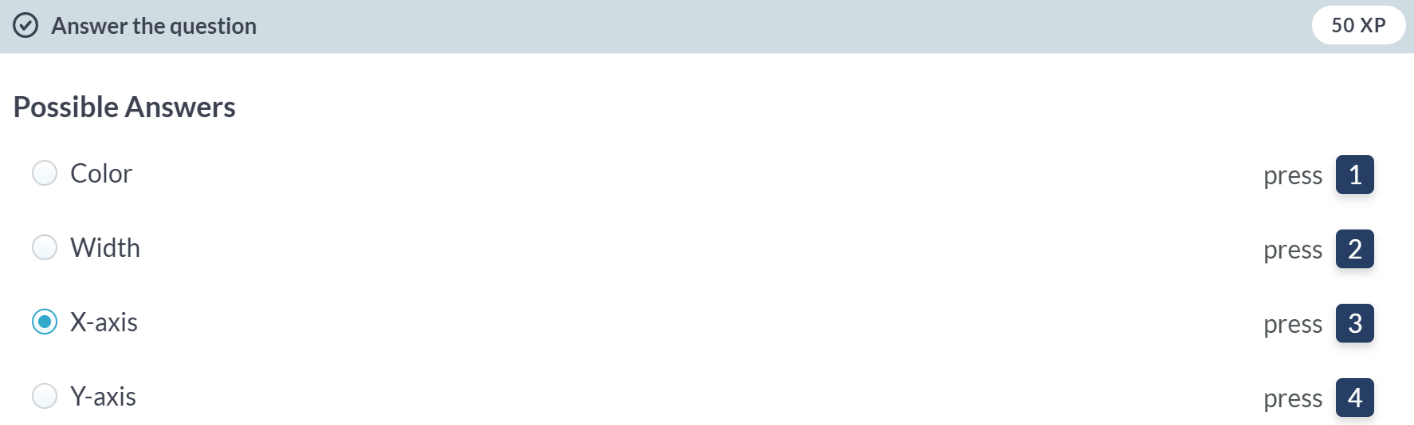 Answer the question 50 XP
Possible Answers
Color press 1
Width press 2
X-axis press 3
Y-axis press 4